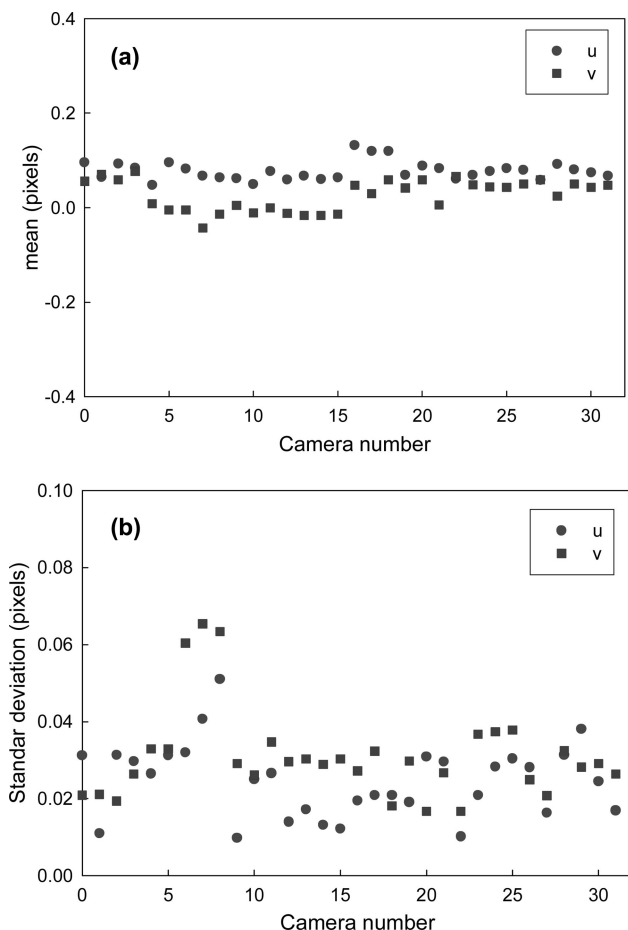 0.4
(a)
u
v
0.2
0.0
-0.2
-0.4
mean (pixels)
0 5 10 15 20 25 30
Camera number
0.10
(b)
u
v
0.08
0.06
0.04
0.02
0.00
Standar deviation (pixels)
0 5 10 15 20 25 30
Camera number